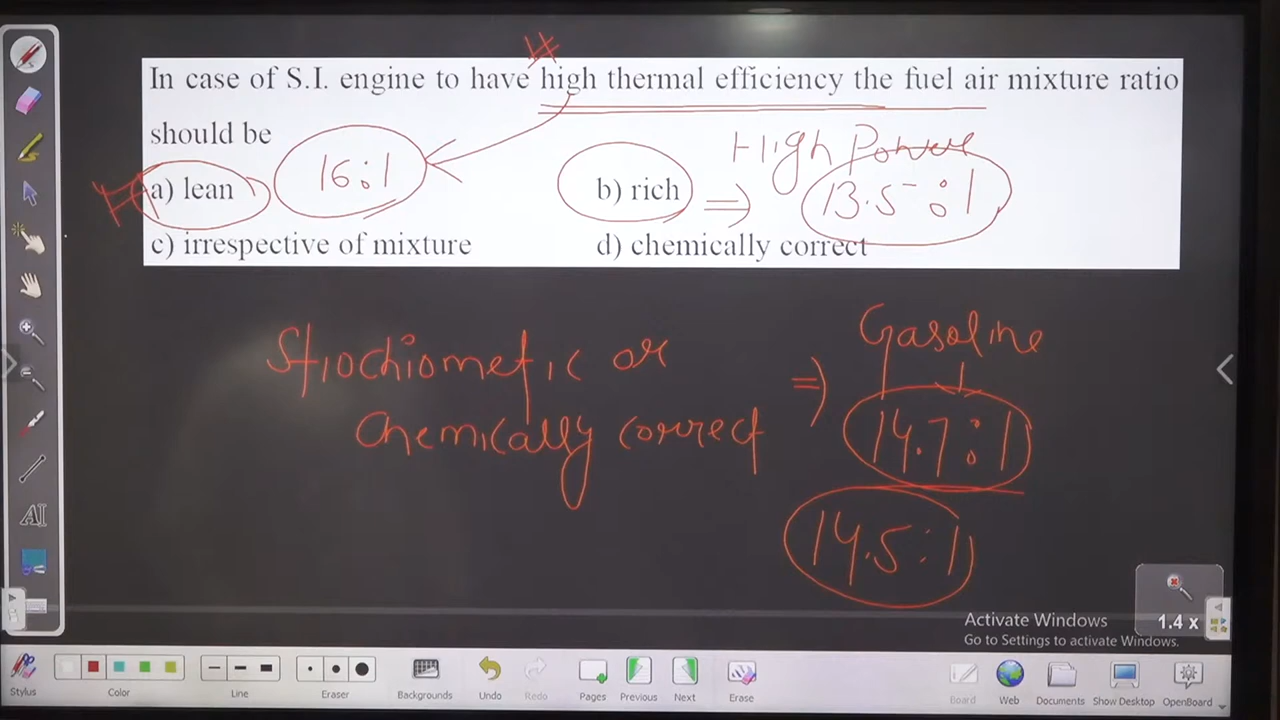 In case of S.I. engine to have high thermal efficiency the fuel air mixture ratio
should be
High Power
a) lean 16:1 b) rich => 13.5:1
c) irrespective of mixture d) chemically correct
Gasoline
Stiochiometic or
Chemically correct => 14.7:1
14.5:1
Activate Windows
Go to Settings to activate Windows.
1.4 x
AI
Stylus Color Line Eraser Backgrounds Undo Redo Pages Previous Next Erase Board Web Documents Show Desktop OpenBoard